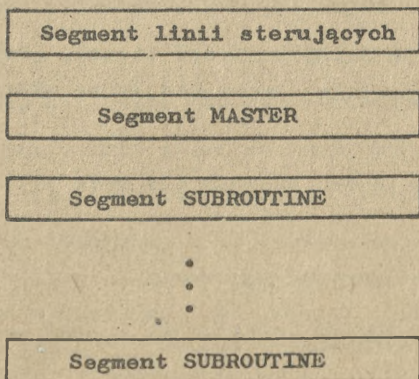 Segment linii sterujących
Segment MASTER
Segment SUBROUTINE
Segment SUBROUTINE